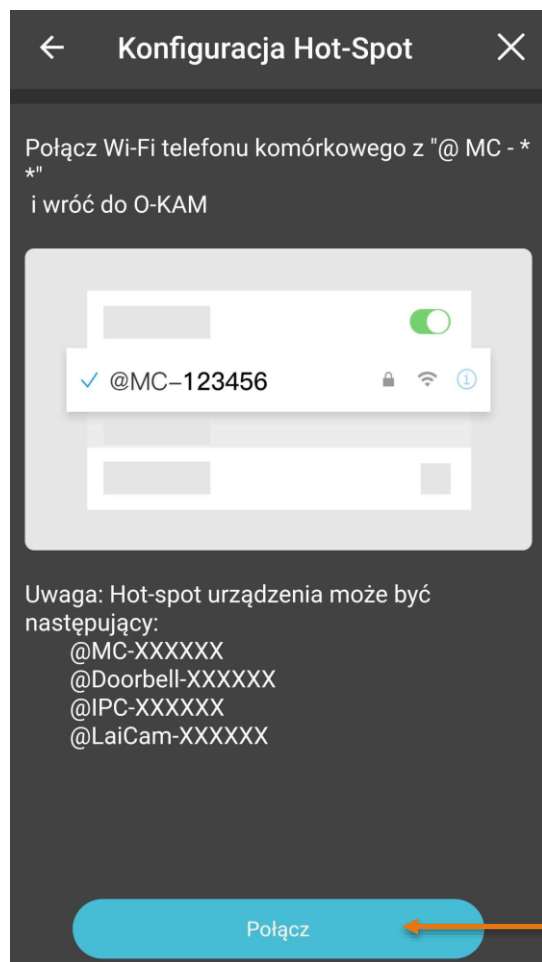 Konfiguracja Hot-Spot
Połącz Wi-Fi telefonu komórkowego z "@ MC - *
*"
i wróć do O-KAM
@MC–123456
Uwaga: Hot-spot urządzenia może być
następujący:
@MC-XXXXXX
@Doorbell-XXXXXX
@IPC-XXXXXX
@LaiCam-XXXXXX
Połącz